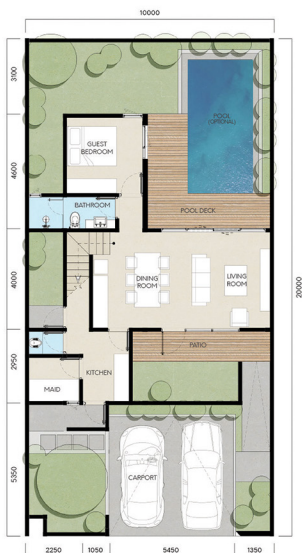 10000
3100
4600
4000
2950
5350
20000
POOL
(OPTIONAL)
GUEST
BEDROOM
BATHROOM
POOL DECK
DINING
ROOM
LIVING
ROOM
PATIO
KITCHEN
MAID
CARPORT
2250
1050
5450
1350